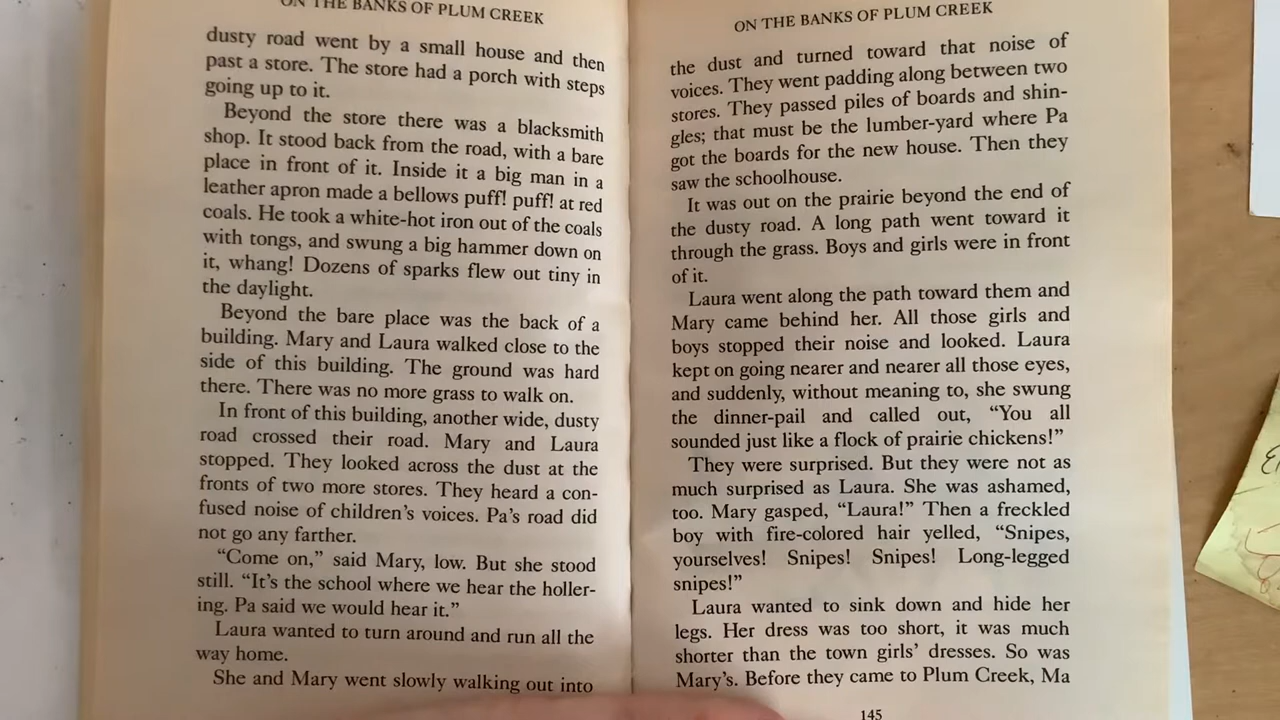 ON THE BANKS OF PLUM CREEK
dusty road went by a small house and then
past a store. The store had a porch with steps
going up to it.
Beyond the store there was a blacksmith
shop. It stood back from the road, with a bare
place in front of it. Inside it a big man in a
leather apron made a bellows puff! puff! at red
coals. He took a white-hot iron out of the coals
with tongs, and swung a big hammer down on
it, whang! Dozens of sparks flew out tiny in
the daylight.
Beyond the bare place was the back of a
building. Mary and Laura walked close to the
side of this building. The ground was hard
there. There was no more grass to walk on.
In front of this building, another wide, dusty
road crossed their road. Mary and Laura
stopped. They looked across the dust at the
fronts of two more stores. They heard a con-
fused noise of children’s voices. Pa’s road did
not go any farther.
“Come on,” said Mary, low. But she stood
still. “It’s the school where we hear the holler-
ing. Pa said we would hear it.”
Laura wanted to turn around and run all the
way home.
She and Mary went slowly walking out into
ON THE BANKS OF PLUM CREEK
the dust and turned toward that noise of
voices. They went padding along between two
stores. They passed piles of boards and shin-
gles; that must be the lumber-yard where Pa
got the boards for the new house. Then they
saw the schoolhouse.
It was out on the prairie beyond the end of
the dusty road. A long path went toward it
through the grass. Boys and girls were in front
of it.
Laura went along the path toward them and
Mary came behind her. All those girls and
boys stopped their noise and looked. Laura
kept on going nearer and nearer all those eyes,
and suddenly, without meaning to, she swung
the dinner-pail and called out, “You all
sounded just like a flock of prairie chickens!”
They were surprised. But they were not as
much surprised as Laura. She was ashamed,
too. Mary gasped, “Laura!” Then a freckled
boy with fire-colored hair yelled, “Snipes,
yourselves! Snipes! Snipes! Long-legged
snipes!”
Laura wanted to sink down and hide her
legs. Her dress was too short, it was much
shorter than the town girls’ dresses. So was
Mary’s. Before they came to Plum Creek, Ma
145